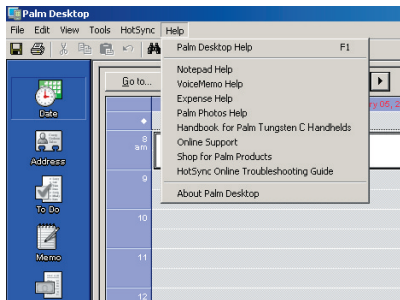 Palm Desktop
File Edit View Tools HotSync Help
Palm Desktop Help F1
Go to...
Notepad Help
VoiceMemo Help
Expense Help
Palm Photos Help
Handbook for Palm Tungsten C Handhelds
Online Support
Shop for Palm Products
HotSync Online Troubleshooting Guide
About Palm Desktop
05, 2
Date
Address
To Do
Memo
8
am
9
10
11
12